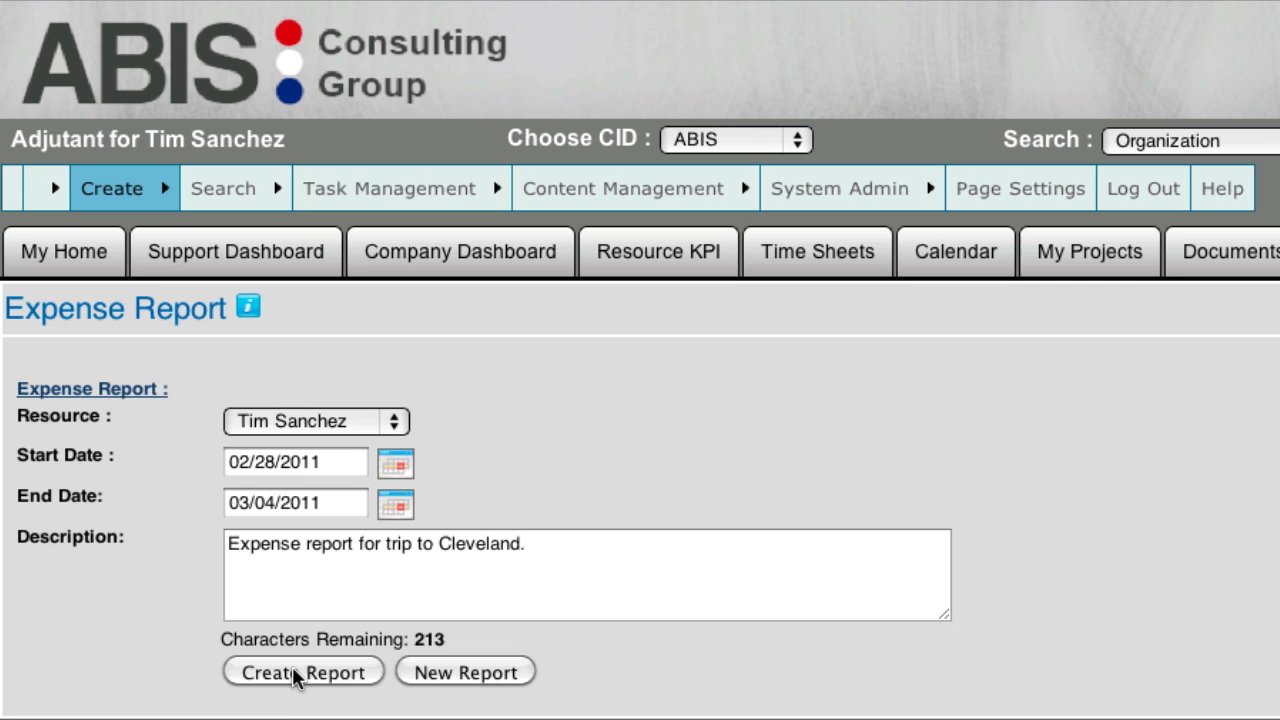 ABIS Consulting
Group
Adjutant for Tim Sanchez Choose CID : ABIS Search : Organization
Create Search Task Management Content Management System Admin Page Settings Log Out Help
My Home Support Dashboard Company Dashboard Resource KPI Time Sheets Calendar My Projects Documents
Expense Report i
Expense Report :
Resource : Tim Sanchez
Start Date : 02/28/2011
End Date: 03/04/2011
Description: Expense report for trip to Cleveland.
Characters Remaining: 213
Create Report New Report